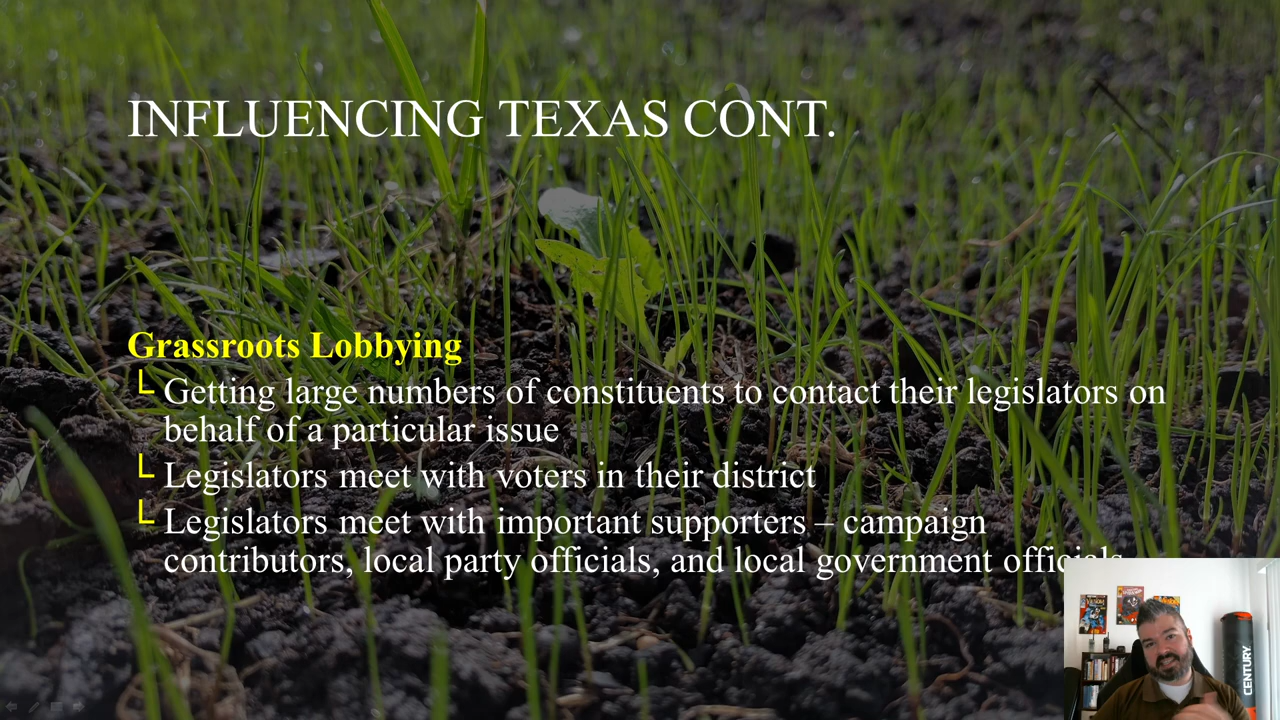 INFLUENCING TEXAS CONT.
Grassroots Lobbying
Getting large numbers of constituents to contact their legislators on
behalf of a particular issue
Legislators meet with voters in their district
Legislators meet with important supporters – campaign
contributors, local party officials, and local government officials
CENTURY